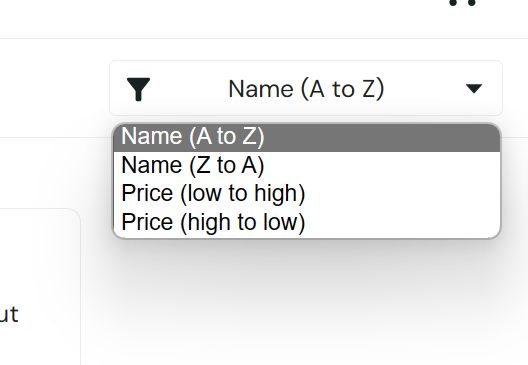 Name (A to Z)
Name (A to Z)
Name (Z to A)
Price (low to high)
Price (high to low)
ut